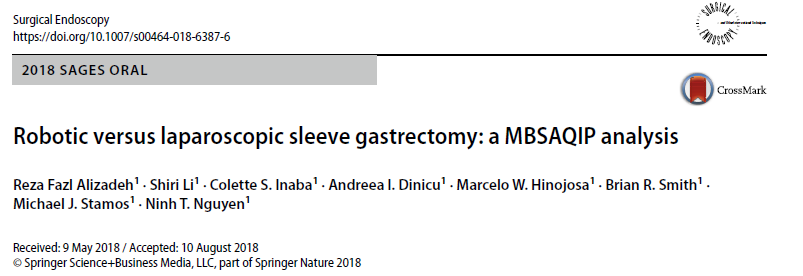 Surgical Endoscopy
https://doi.org/10.1007/s00464-018-6387-6
SURGICAL
ENDOSCOPY
2018 SAGES ORAL
CrossMark
Robotic versus laparoscopic sleeve gastrectomy: a MBSAQIP analysis
Reza Fazl Alizadeh¹ · Shiri Li¹ · Colette S. Inaba¹ · Andreea I. Dinicu¹ · Marcelo W. Hinojosa¹ · Brian R. Smith¹ ·
Michael J. Stamos¹ · Ninh T. Nguyen¹
Received: 9 May 2018 / Accepted: 10 August 2018
© Springer Science+Business Media, LLC, part of Springer Nature 2018